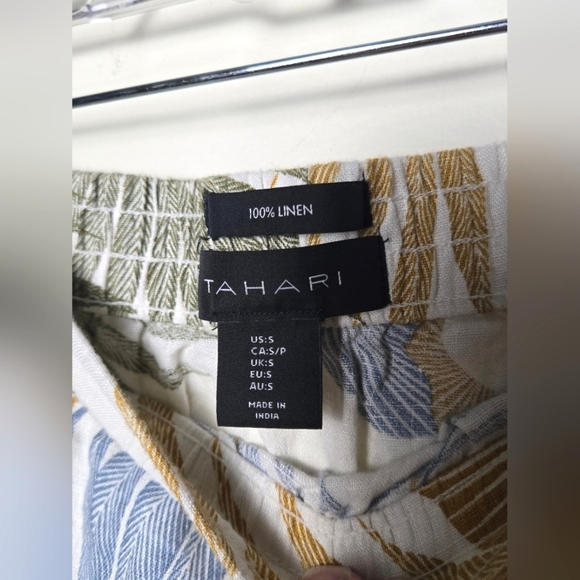 100% LINEN
TAHARI
US:S
CA:S/P
UK:S
EU:S
AU:S
MADE IN
INDIA